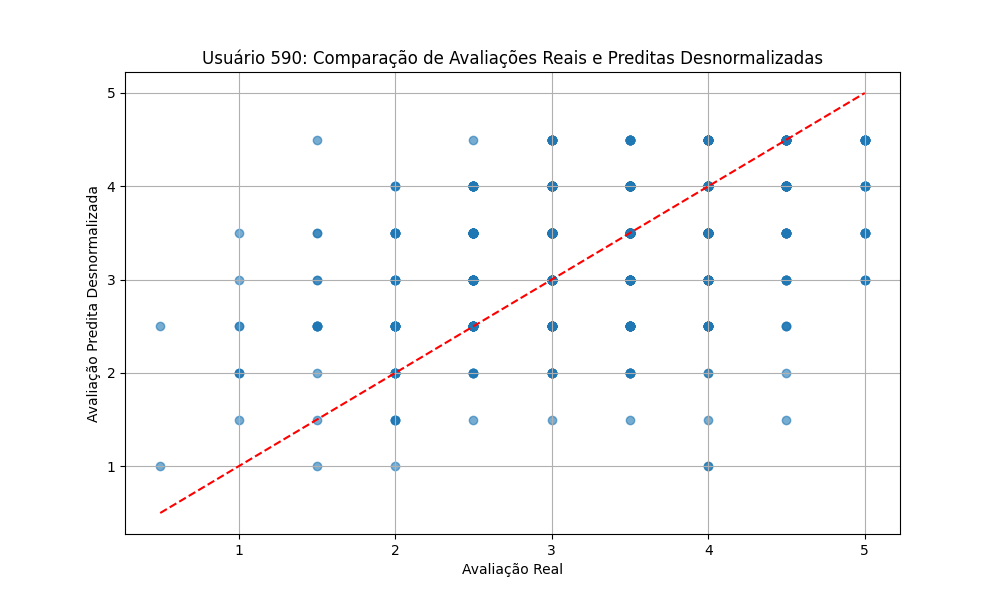 Usuário 590: Comparação de Avaliações Reais e Preditas Desnormalizadas
Avaliação Predita Desnormalizada
5
4
3
2
1
1 2 3 4 5
Avaliação Real